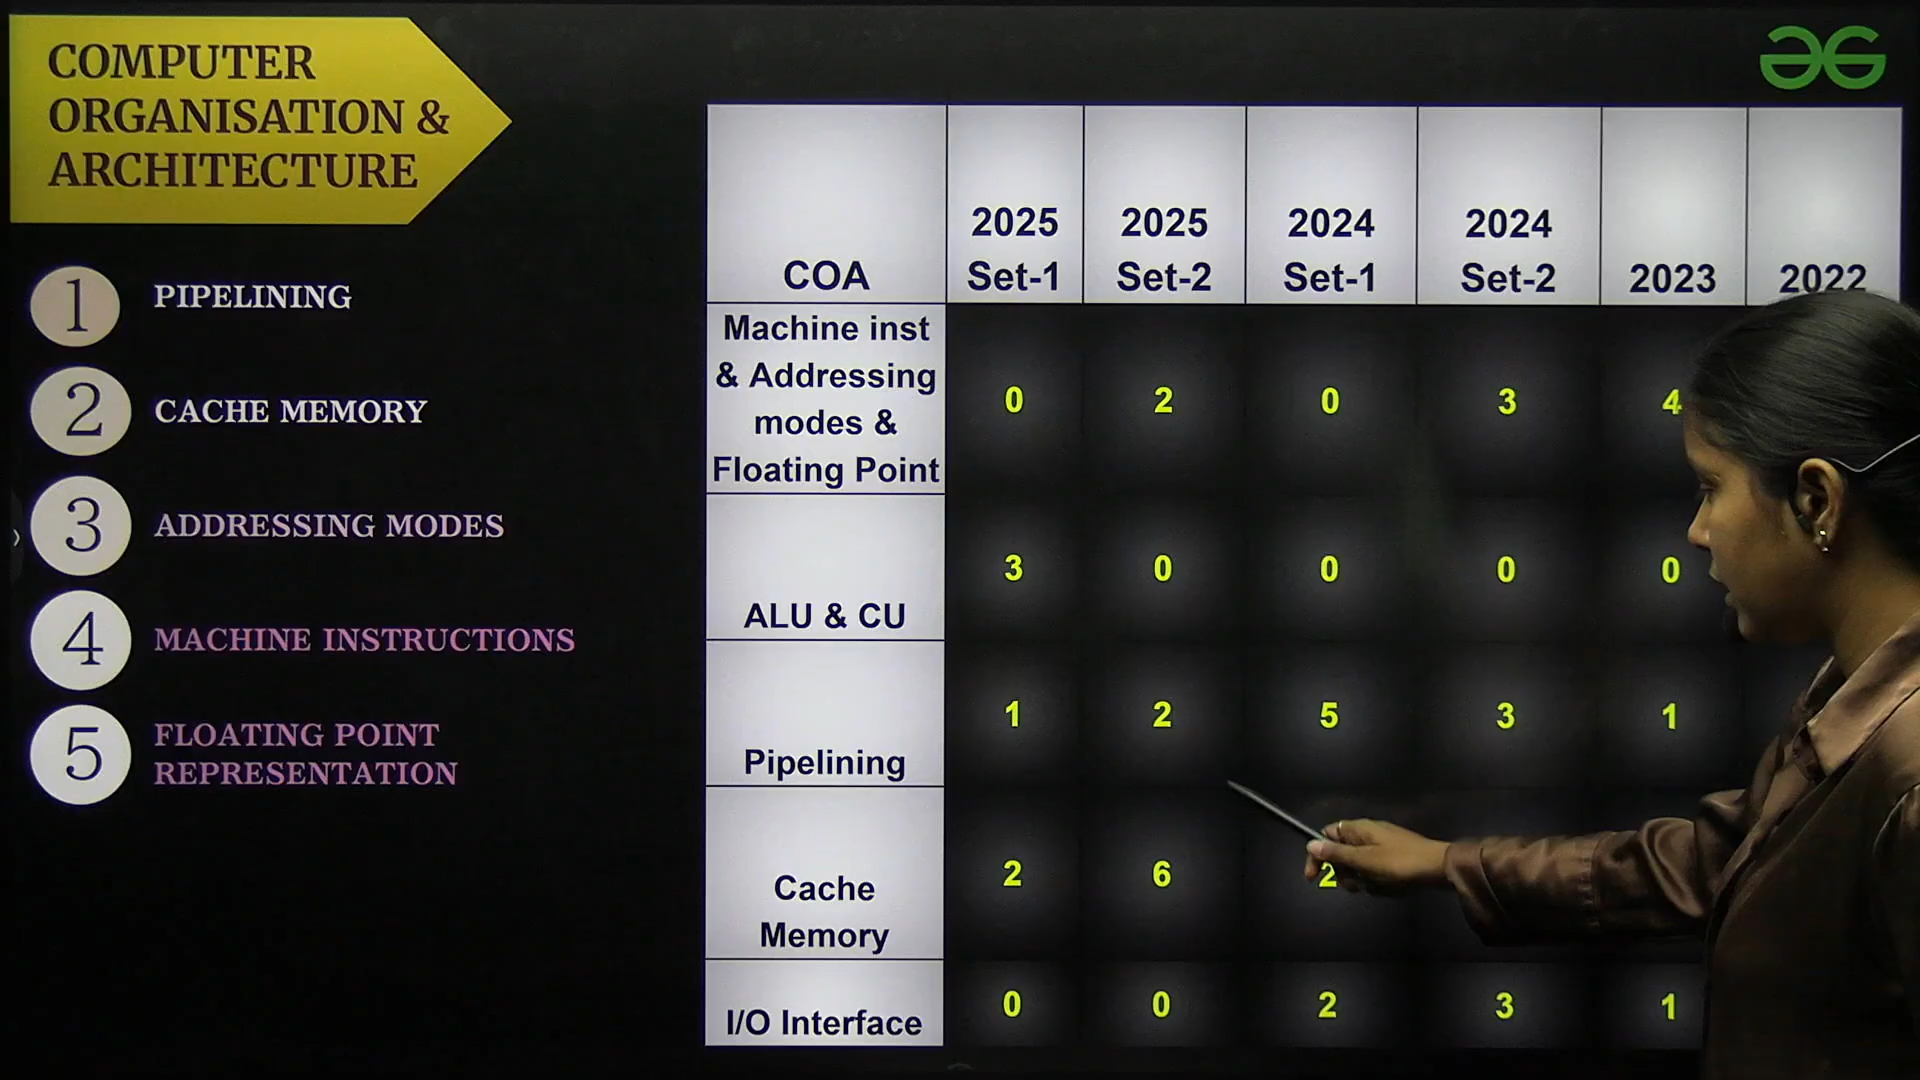 COMPUTER
ORGANISATION &
ARCHITECTURE
1 PIPELINING
2 CACHE MEMORY
3 ADDRESSING MODES
4 MACHINE INSTRUCTIONS
5 FLOATING POINT
REPRESENTATION
COA 2025 Set-1 2025 Set-2 2024 Set-1 2024 Set-2 2023 2022
Machine inst
& Addressing
modes &
Floating Point
0 2 0 3 4
ALU & CU 3 0 0 0 0
Pipelining 1 2 5 3 1
Cache
Memory
2 6 2
I/O Interface 0 0 2 3 1